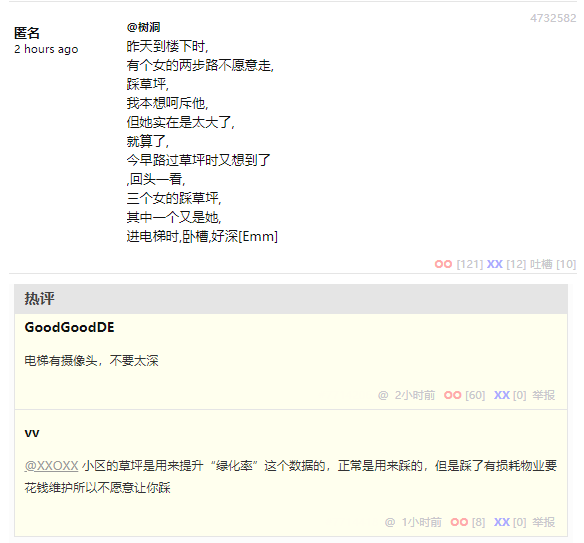 4732582
匿名
2 hours ago
@树洞
昨天到楼下时,
有个女的两步路不愿意走,
踩草坪,
我本想呵斥他,
但她实在是太大了,
就算了,
今早路过草坪时又想到了
,回头一看,
三个女的踩草坪,
其中一个又是她,
进电梯时,卧槽,好深[Emm]
OO [121] XX [12] 吐槽 [10]
热评
GoodGoodDE
电梯有摄像头，不要太深
@ 2小时前 OO [60] XX [0] 举报
vv
@XXOXX 小区的草坪是用来提升“绿化率”这个数据的，正常是用来踩的，但是踩了有损耗物业要
花钱维护所以不愿意让你踩
@ 1小时前 OO [8] XX [0] 举报